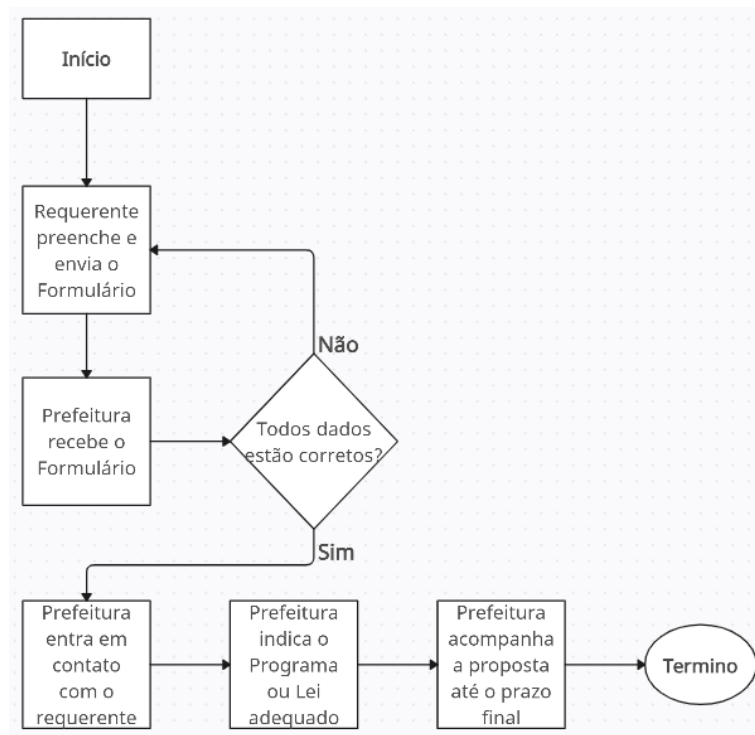 Início
Requerente
preenche e
envia o
Formulário
Não
Prefeitura
recebe o
Formulário
Todos dados
estão corretos?
Sim
Prefeitura
entra em
contato
com o
requerente
Prefeitura
indica o
Programa
ou Lei
adequado
Prefeitura
acompanha
a proposta
até o prazo
final
Termino